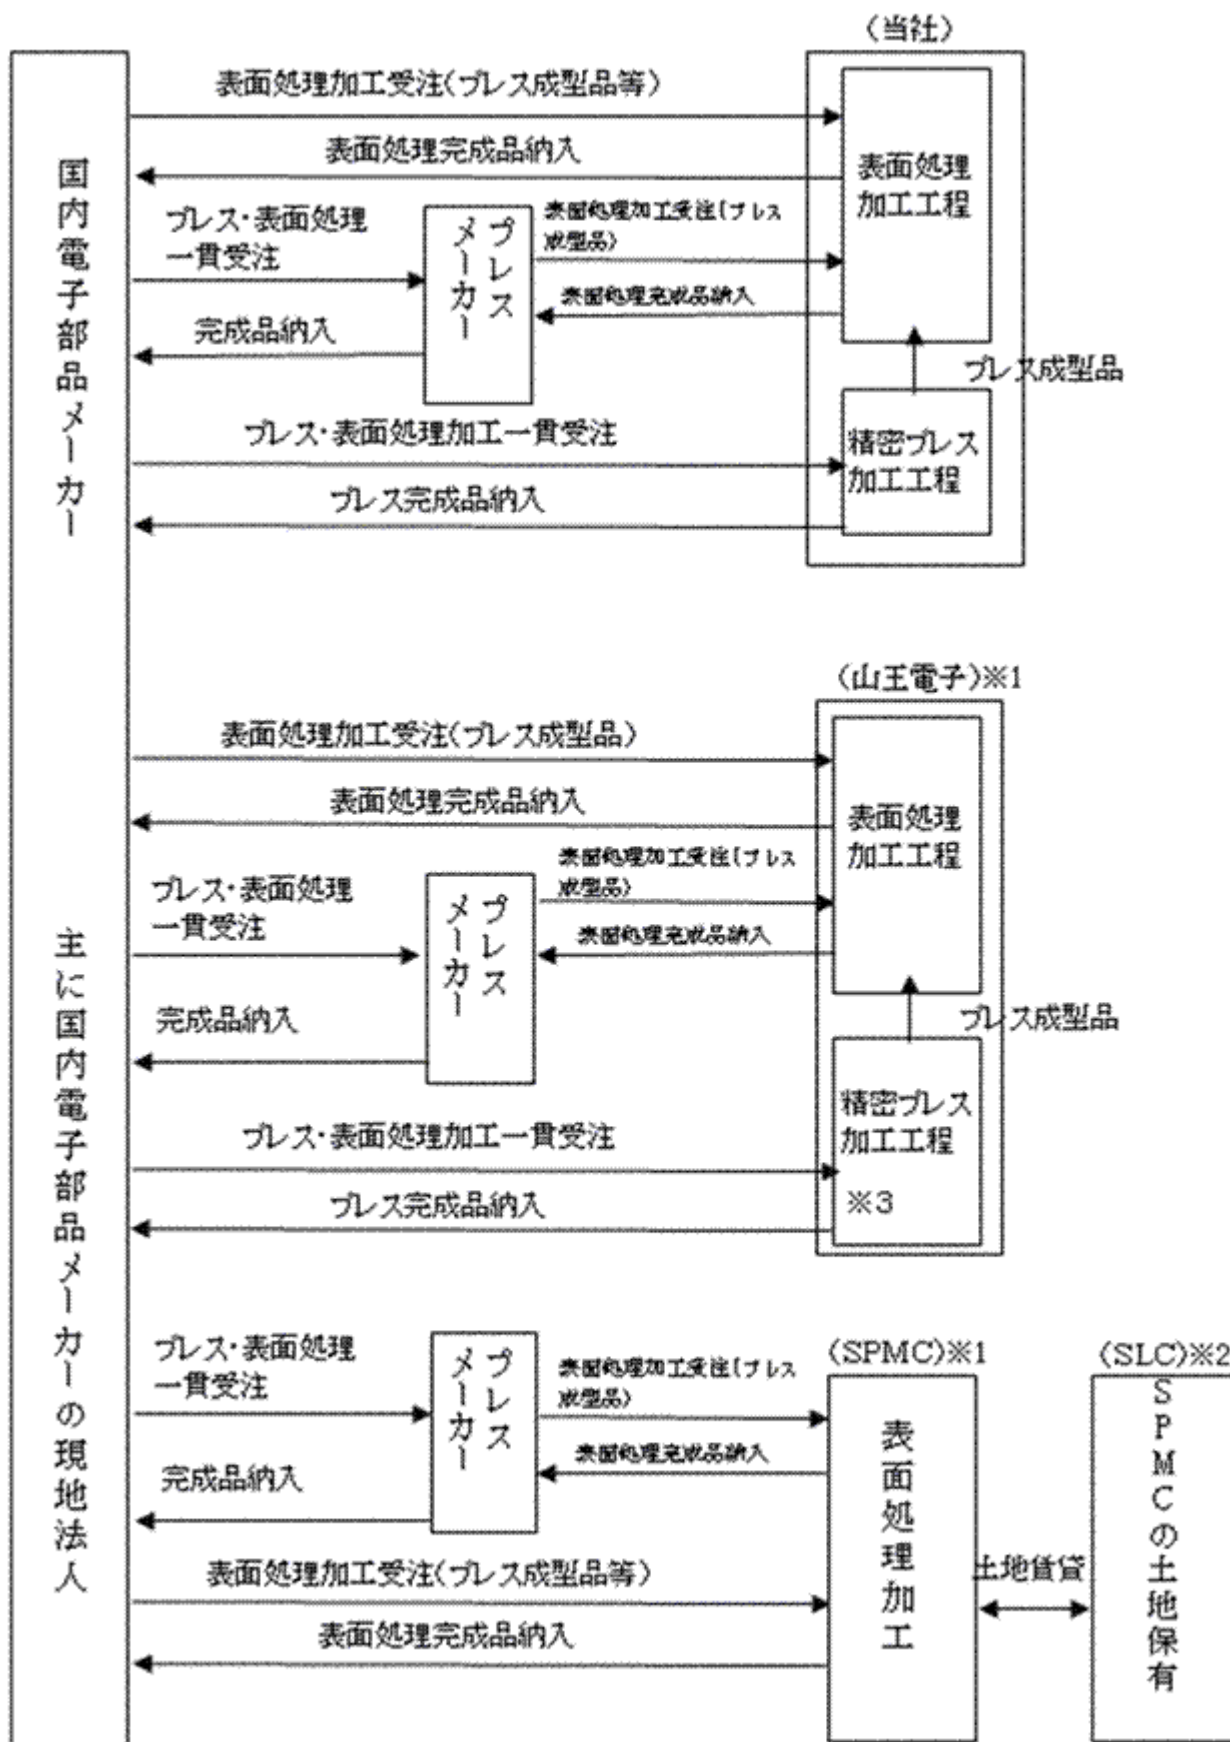 （当社）
表面処理加工受注(プレス成型品等)
表面処理完成品納入
表面処理
加工工程
国内電子部品メーカー
プレス・表面処理
一貫受注
プレス
メーカー
表面処理加工受注(プレス
成型品)
表面処理完成品納入
完成品納入
プレス成型品
プレス・表面処理加工一貫受注
精密プレス
加工工程
プレス完成品納入
（山王電子)※1
表面処理加工受注(プレス成型品)
表面処理完成品納入
表面処理
加工工程
主に国内電子部品メーカーの現地法人
プレス・表面処理
一貫受注
プレス
メーカー
表面処理加工受注(プレス
成型品)
表面処理完成品納入
完成品納入
プレス成型品
プレス・表面処理加工一貫受注
精密プレス
加工工程
※3
プレス完成品納入
(SPMC)※1
(SLC)※2
プレス・表面処理
一貫受注
プレス
メーカー
表面処理加工受注(プレス
成型品)
表面処理完成品納入
完成品納入
表面処理加工
土地賃貸
SPMCの土地保有
表面処理加工受注(プレス成型品等)
表面処理完成品納入